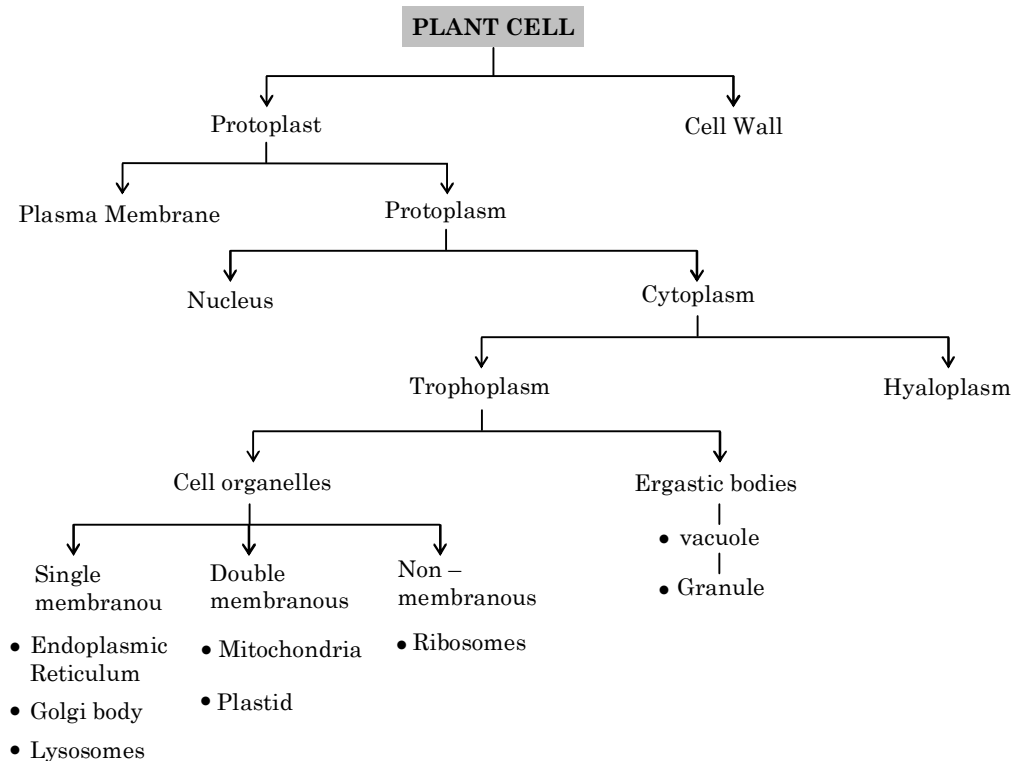 PLANT CELL
Protoplast
Cell Wall
Plasma Membrane
Protoplasm
Nucleus
Cytoplasm
Trophoplasm
Hyaloplasm
Cell organelles
Ergastic bodies
• vacuole
• Granule
Single
membranou
Double
membranous
Non –
membranous
• Endoplasmic
Reticulum
• Golgi body
• Lysosomes
• Mitochondria
• Plastid
• Ribosomes